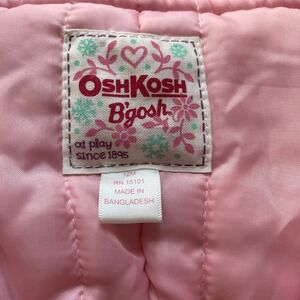 OSHKOSH
B'gosh
at play
since 1895
12M
RN 15101
MADE IN
BANGLADESH